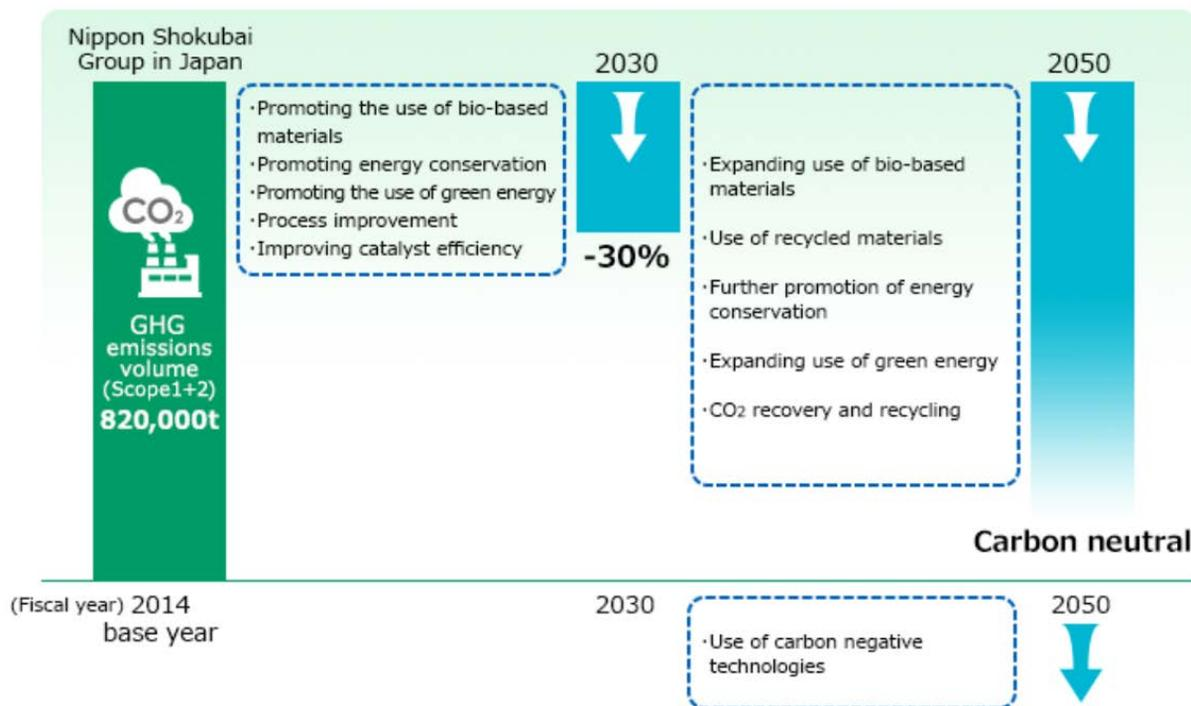 Nippon Shokubai
Group in Japan
CO2
GHG
emissions
volume
(Scope1+2)
820,000t
·Promoting the use of bio-based
materials
·Promoting energy conservation
·Promoting the use of green energy
·Process improvement
·Improving catalyst efficiency
2030
-30%
·Expanding use of bio-based
materials
·Use of recycled materials
·Further promotion of energy
conservation
·Expanding use of green energy
·CO2 recovery and recycling
2050
Carbon neutral
(Fiscal year) 2014
base year
2030
·Use of carbon negative
technologies
2050